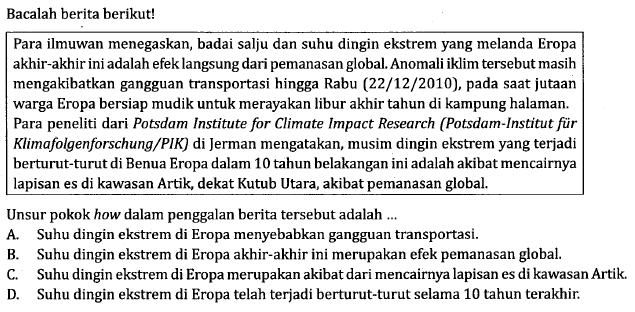 Bacalah berita berikut!
Para ilmuwan menegaskan, badai salju dan suhu dingin ekstrem yang melanda Eropa
akhir-akhir ini adalah efek langsung dari pemanasan global. Anomali iklim tersebut masih
mengakibatkan gangguan transportasi hingga Rabu (22/12/2010), pada saat jutaan
warga Eropa bersiap mudik untuk merayakan libur akhir tahun di kampung halaman.
Para peneliti dari Potsdam Institute for Climate Impact Research (Potsdam-Institut für
Klimafolgenforschung/PIK) di Jerman mengatakan, musim dingin ekstrem yang terjadi
berturut-turut di Benua Eropa dalam 10 tahun belakangan ini adalah akibat mencairnya
lapisan es di kawasan Artik, dekat Kutub Utara, akibat pemanasan global.
Unsur pokok how dalam penggalan berita tersebut adalah ...
A. Suhu dingin ekstrem di Eropa menyebabkan gangguan transportasi.
B. Suhu dingin ekstrem di Eropa akhir-akhir ini merupakan efek pemanasan global.
C. Suhu dingin ekstrem di Eropa merupakan akibat dari mencairnya lapisan es di kawasan Artik.
D. Suhu dingin ekstrem di Eropa telah terjadi berturut-turut selama 10 tahun terakhir.